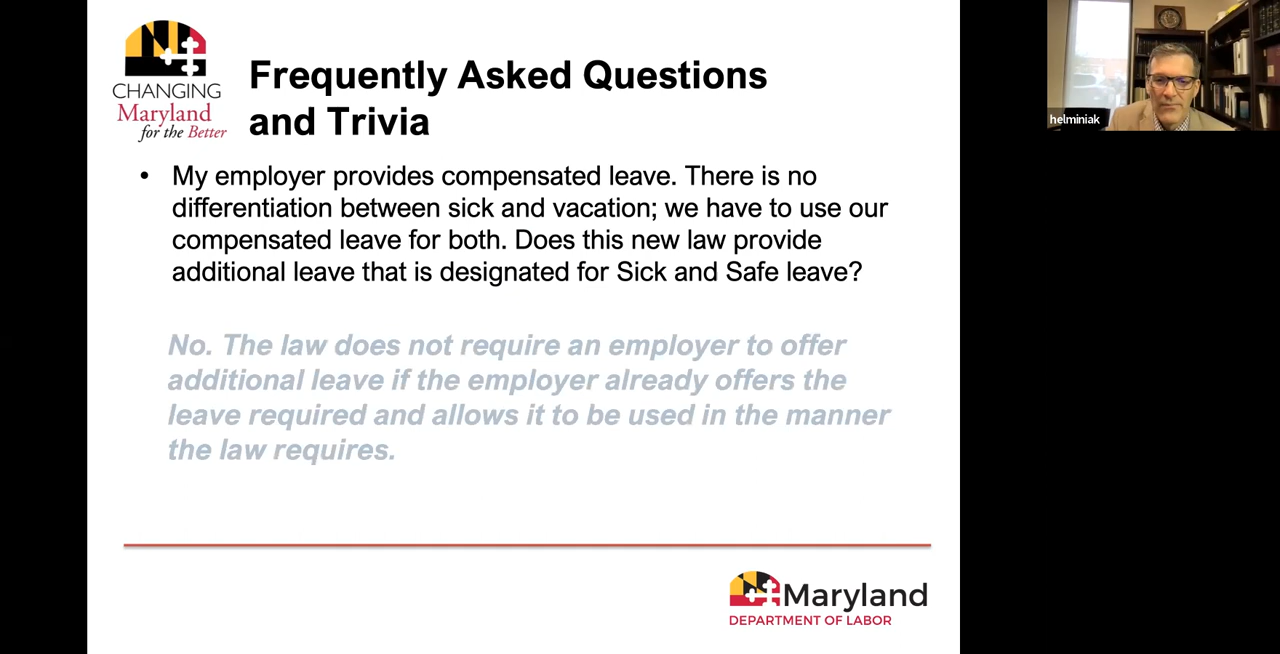 CHANGING
Maryland
for the Better
Frequently Asked Questions
and Trivia
• My employer provides compensated leave. There is no
differentiation between sick and vacation; we have to use our
compensated leave for both. Does this new law provide
additional leave that is designated for Sick and Safe leave?
No. The law does not require an employer to offer
additional leave if the employer already offers the
leave required and allows it to be used in the manner
the law requires.
Maryland
DEPARTMENT OF LABOR
helminiak